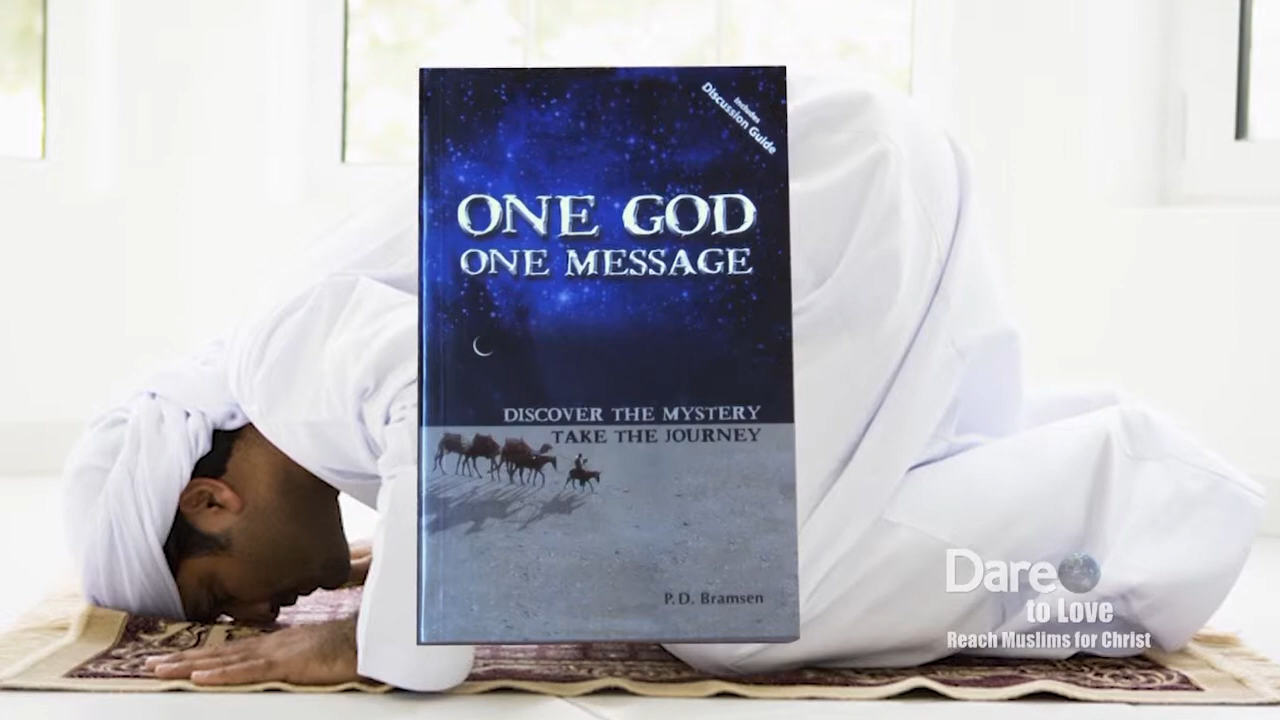 Includes
Discussion Guide
ONE GOD
ONE MESSAGE
DISCOVER THE MYSTERY
TAKE THE JOURNEY
P.D. Bramsen
Dare
to Love
Reach Muslims for Christ